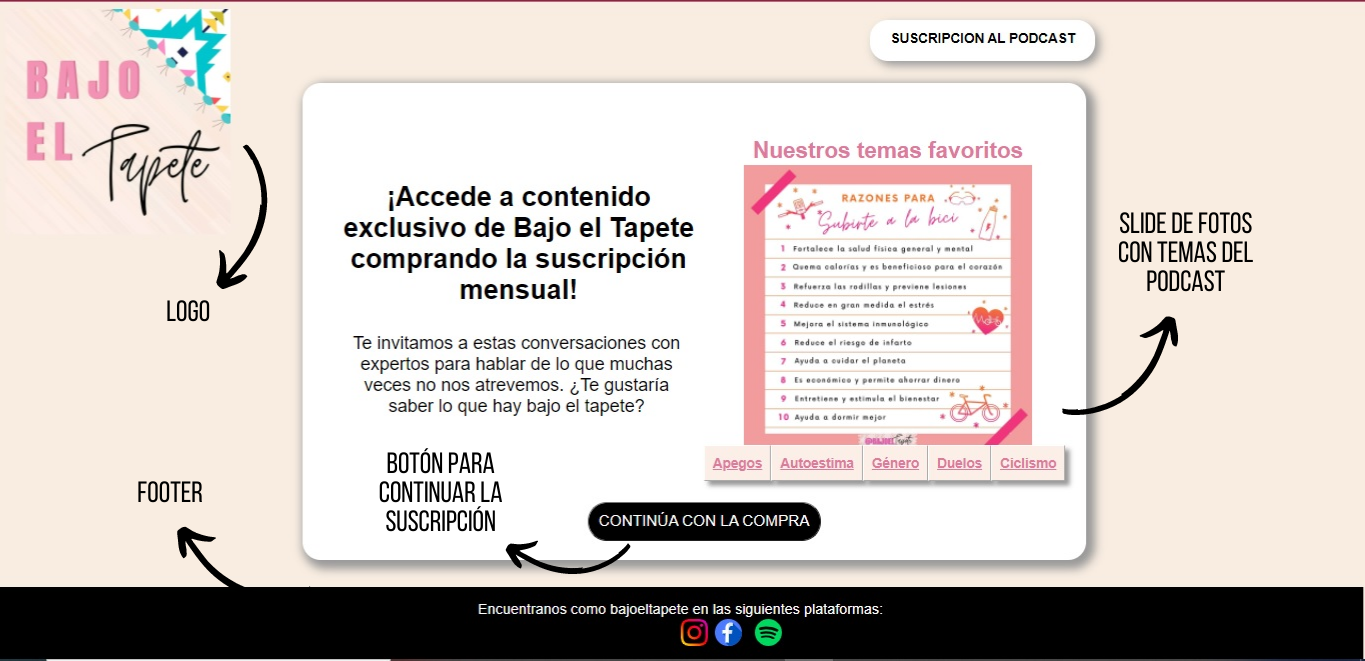 BAJO
EL Tapete
SUSCRIPCION AL PODCAST
LOGO
¡Accede a contenido
exclusivo de Bajo el Tapete
comprando la suscripción
mensual!
Te invitamos a estas conversaciones con
expertos para hablar de lo que muchas
veces no nos atrevemos. ¿Te gustaría
saber lo que hay bajo el tapete?
Nuestros temas favoritos
RAZONES PARA
Subirte a la bici
1 Fortalece la salud física general y mental
2 Quema calorías y es beneficioso para el corazón
3 Refuerza las rodillas y previene lesiones
4 Reduce en gran medida el estrés
5 Mejora el sistema inmunológico
6 Reduce el riesgo de infarto
7 Ayuda a cuidar el planeta
8 Es económico y permite ahorrar dinero
9 Entretiene y estimula el bienestar
10 Ayuda a dormir mejor
Apegos Autoestima Género Duelos Ciclismo
SLIDE DE FOTOS
CON TEMAS DEL
PODCAST
BOTÓN PARA
CONTINUAR LA
SUSCRIPCIÓN
CONTINÚA CON LA COMPRA
FOOTER
Encuentranos como bajoeltapete en las siguientes plataformas: